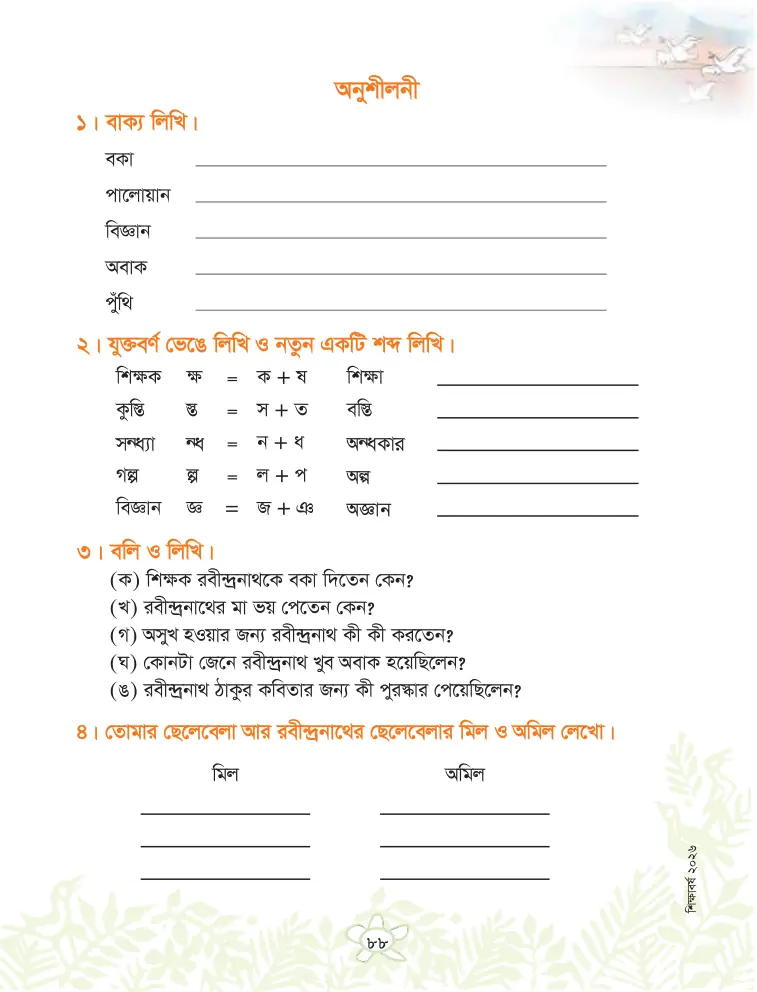 অনুশীলনী
১। বাক্য লিখি।
বকা
পালোয়ান
বিজ্ঞান
অবাক
পুঁথি
২। যুক্তবর্ণ ভেঙে লিখি ও নতুন একটি শব্দ লিখি।
শিক্ষক ক্ষ = ক + ষ শিক্ষা
কুস্তি স্ত = স + ত বস্তি
সন্ধ্যা ন্ধ = ন + ধ অন্ধকার
গল্প ল্প = ল + প অল্প
বিজ্ঞান জ্ঞ = জ + ঞ অজ্ঞান
৩। বলি ও লিখি।
(ক) শিক্ষক রবীন্দ্রনাথকে বকা দিতেন কেন?
(খ) রবীন্দ্রনাথের মা ভয় পেতেন কেন?
(গ) অসুখ হওয়ার জন্য রবীন্দ্রনাথ কী কী করতেন?
(ঘ) কোনটা জেনে রবীন্দ্রনাথ খুব অবাক হয়েছিলেন?
(ঙ) রবীন্দ্রনাথ ঠাকুর কবিতার জন্য কী পুরস্কার পেয়েছিলেন?
৪। তোমার ছেলেবেলা আর রবীন্দ্রনাথের ছেলেবেলার মিল ও অমিল লেখো।
মিল অমিল
শিক্ষাবর্ষ ২০২৬
৮৮